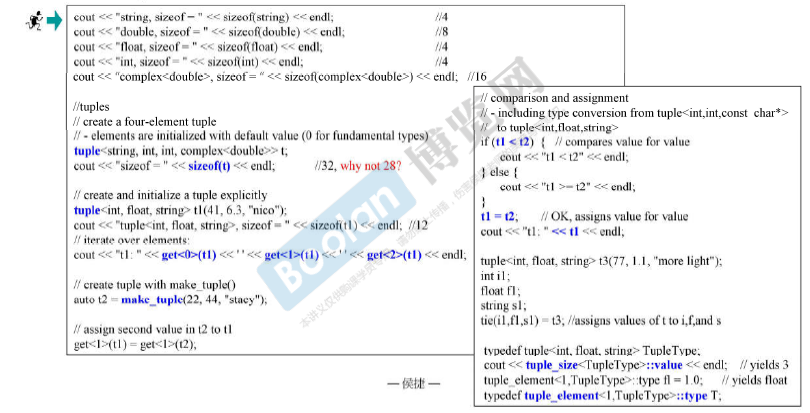 cout << "string, sizeof = " << sizeof(string) << endl; //4
cout << "double, sizeof = " << sizeof(double) << endl; //8
cout << "float, sizeof = " << sizeof(float) << endl; //4
cout << "int, sizeof = " << sizeof(int) << endl; //4
cout << "complex<double>, sizeof = " << sizeof(complex<double>) << endl; //16
//tuples
// create a four-element tuple
// - elements are initialized with default value (0 for fundamental types)
tuple<string, int, int, complex<double>> t;
cout << "sizeof = " << sizeof(t) << endl; //32, why not 28?
// create and initialize a tuple explicitly
tuple<int, float, string> t1(41, 6.3, "nico");
cout << "tuple<int, float, string>, sizeof = " << sizeof(t1) << endl; //12
// iterate over elements:
cout << "t1: " << get<0>(t1) << ' ' << get<1>(t1) << ' ' << get<2>(t1) << endl;
// create tuple with make_tuple()
auto t2 = make_tuple(22, 44, "stacy");
// assign second value in t2 to t1
get<1>(t1) = get<1>(t2);
// comparison and assignment
// - including type conversion from tuple<int,int,const char*>
// to tuple<int,float,string>
if (t1 < t2) { // compares value for value
cout << "t1 < t2" << endl;
} else {
cout << "t1 >= t2" << endl;
}
t1 = t2; // OK, assigns value for value
cout << "t1: " << t1 << endl;
tuple<int, float, string> t3(77, 1.1, "more light");
int i1;
float f1;
string s1;
tie(i1,f1,s1) = t3; //assigns values of t to i,f,and s
typedef tuple<int, float, string> TupleType;
cout << tuple_size<TupleType>::value << endl; // yields 3
tuple_element<1,TupleType>::type fl = 1.0; // yields float
typedef tuple_element<1,TupleType>::type T;
— 侯捷 —
Boolan 博览网